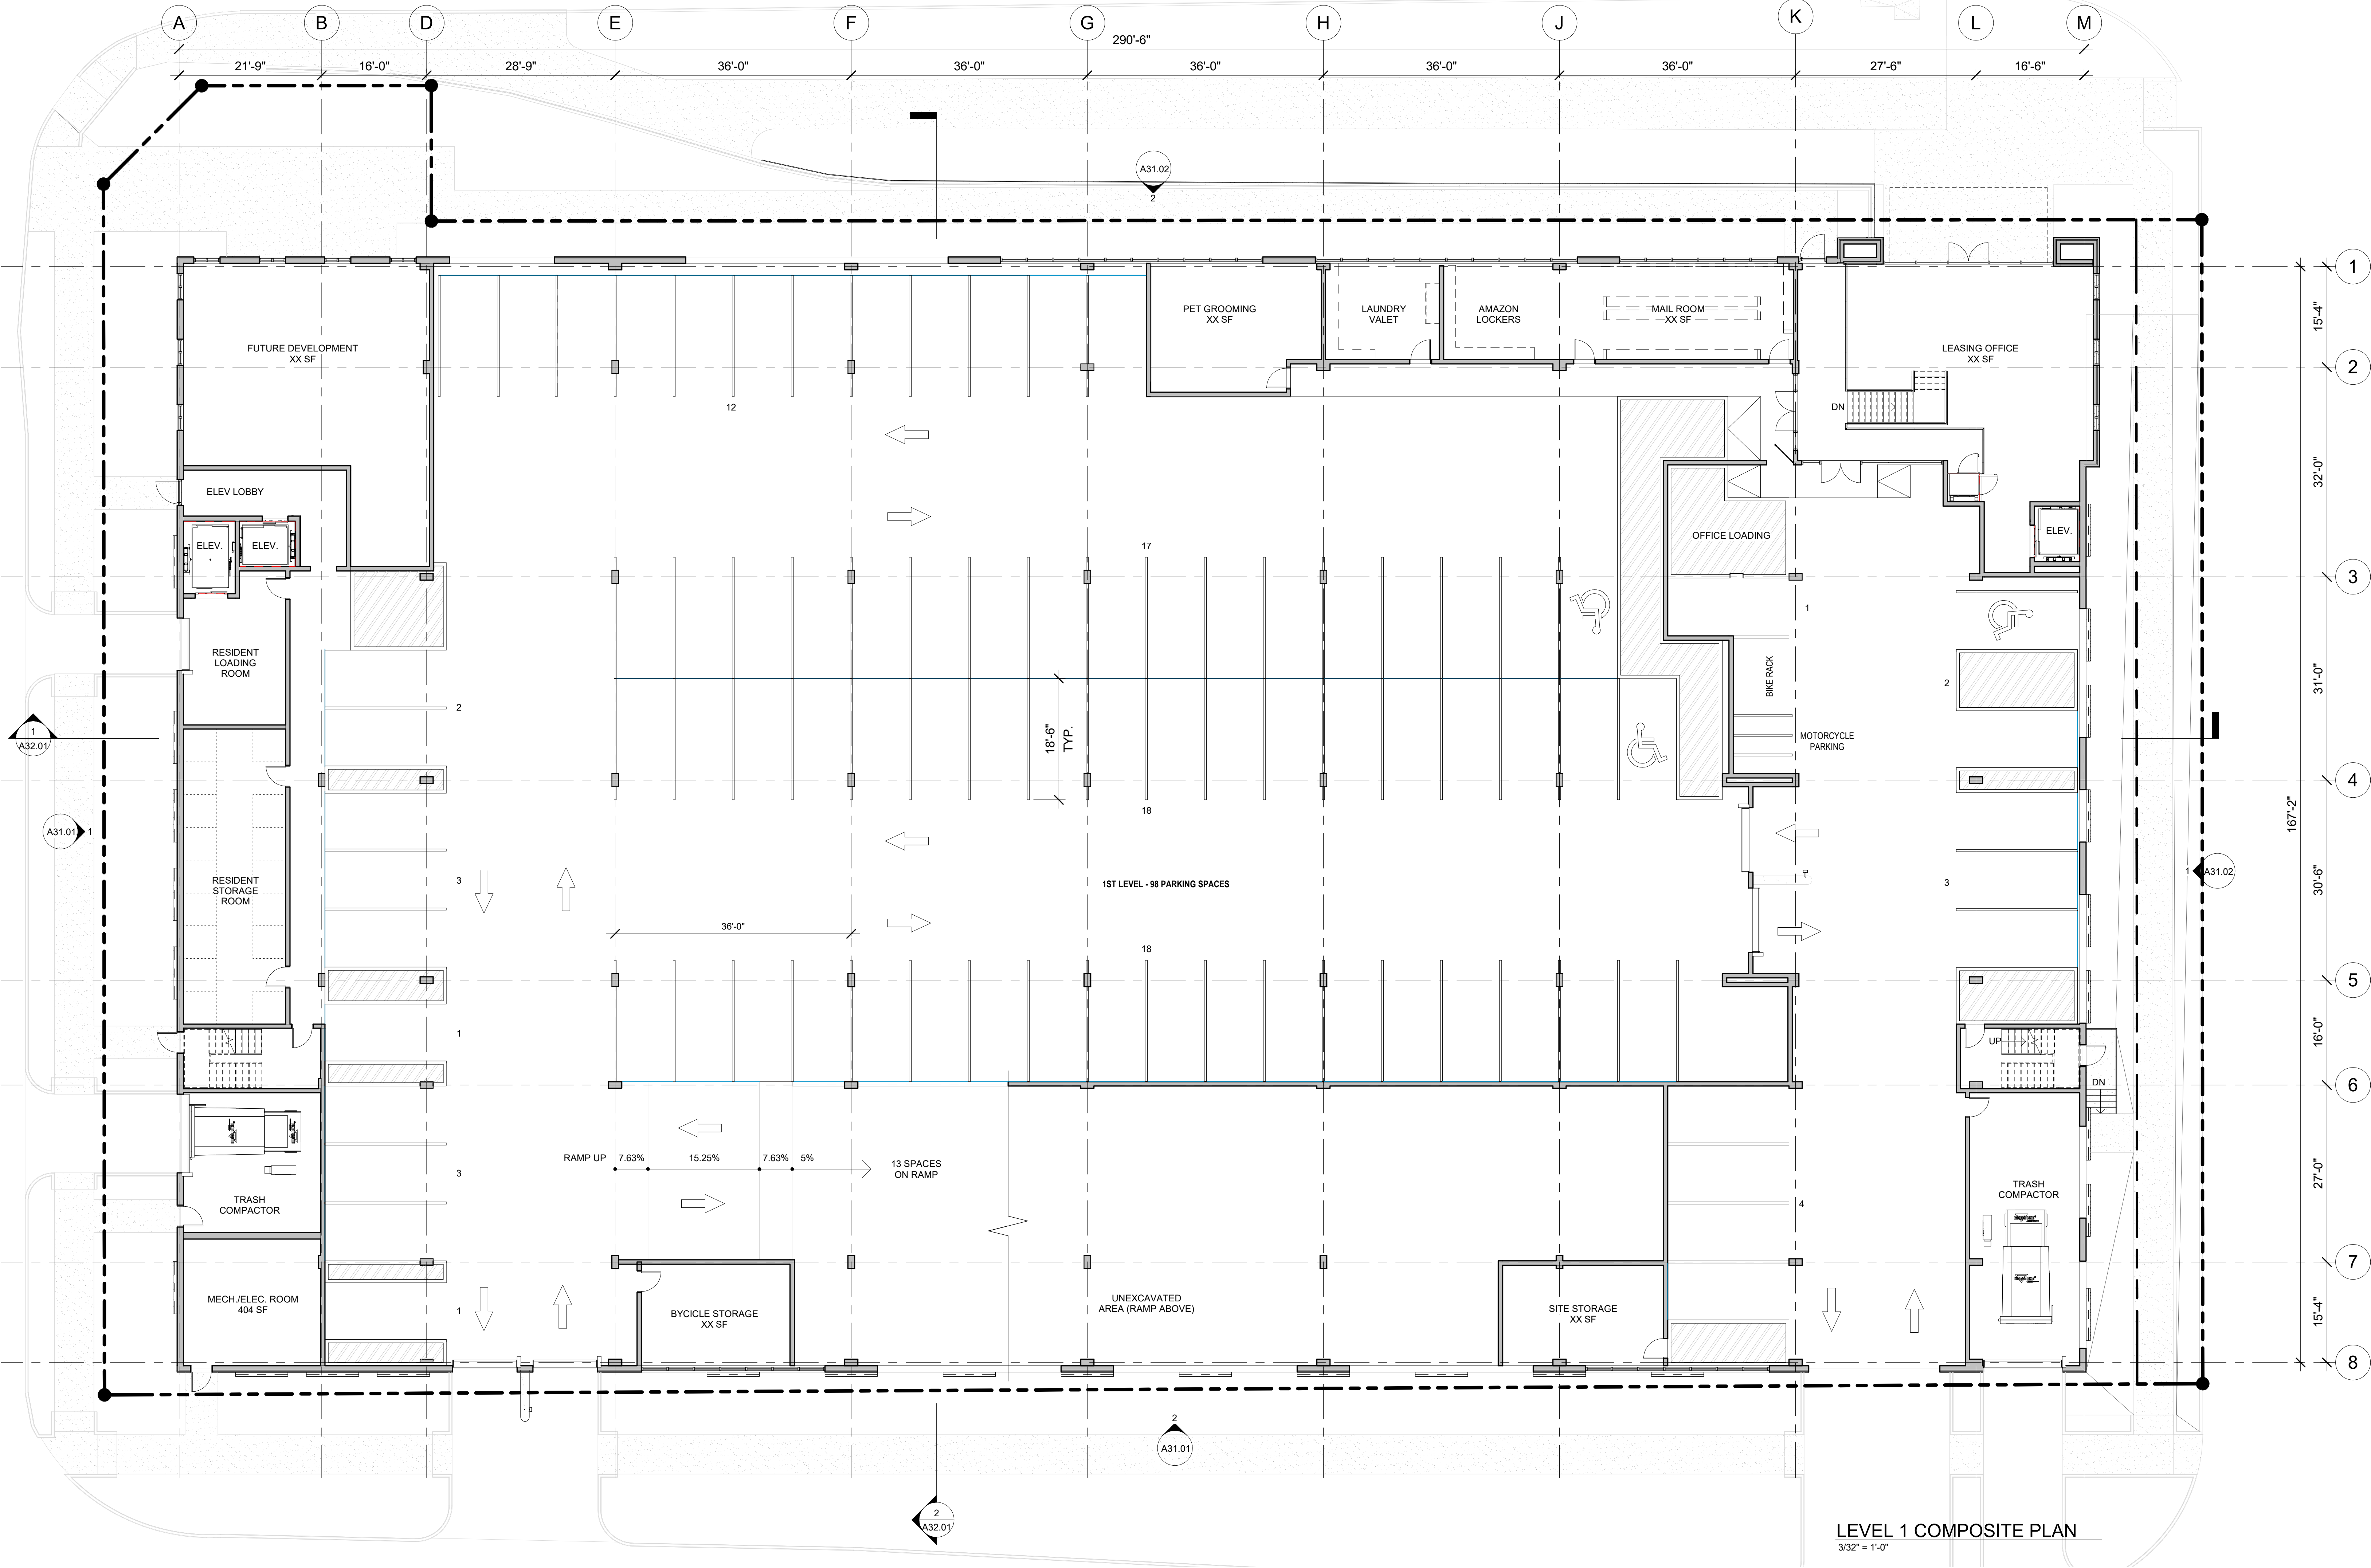 A
B
D
E
F
G
H
J
K
L
M
290'-6"
21'-9"
16'-0"
28'-9"
36'-0"
36'-0"
36'-0"
36'-0"
36'-0"
27'-6"
16'-6"
A31.02
2
1
PET GROOMING
XX SF
LAUNDRY
VALET
AMAZON
LOCKERS
MAIL ROOM
XX SF
15'-4"
FUTURE DEVELOPMENT
XX SF
LEASING OFFICE
XX SF
2
12
DN
ELEV LOBBY
32'-0"
ELEV.
ELEV.
17
OFFICE LOADING
ELEV.
3
1
RESIDENT
LOADING
ROOM
BIKE RACK
2
2
31'-0"
18'-6"
TYP.
1
A32.01
MOTORCYCLE
PARKING
4
18
167'-2"
A31.01
1
1
A31.02
RESIDENT
STORAGE
ROOM
3
1ST LEVEL - 98 PARKING SPACES
3
30'-6"
36'-0"
18
5
1
UP
16'-0"
DN
6
RAMP UP
7.63%
15.25%
7.63%
5%
13 SPACES
ON RAMP
3
27'-0"
TRASH
COMPACTOR
TRASH
COMPACTOR
4
7
MECH./ELEC. ROOM
404 SF
1
BYCICLE STORAGE
XX SF
UNEXCAVATED
AREA (RAMP ABOVE)
SITE STORAGE
XX SF
15'-4"
8
2
A31.01
2
A32.01
LEVEL 1 COMPOSITE PLAN
3/32" = 1'-0"